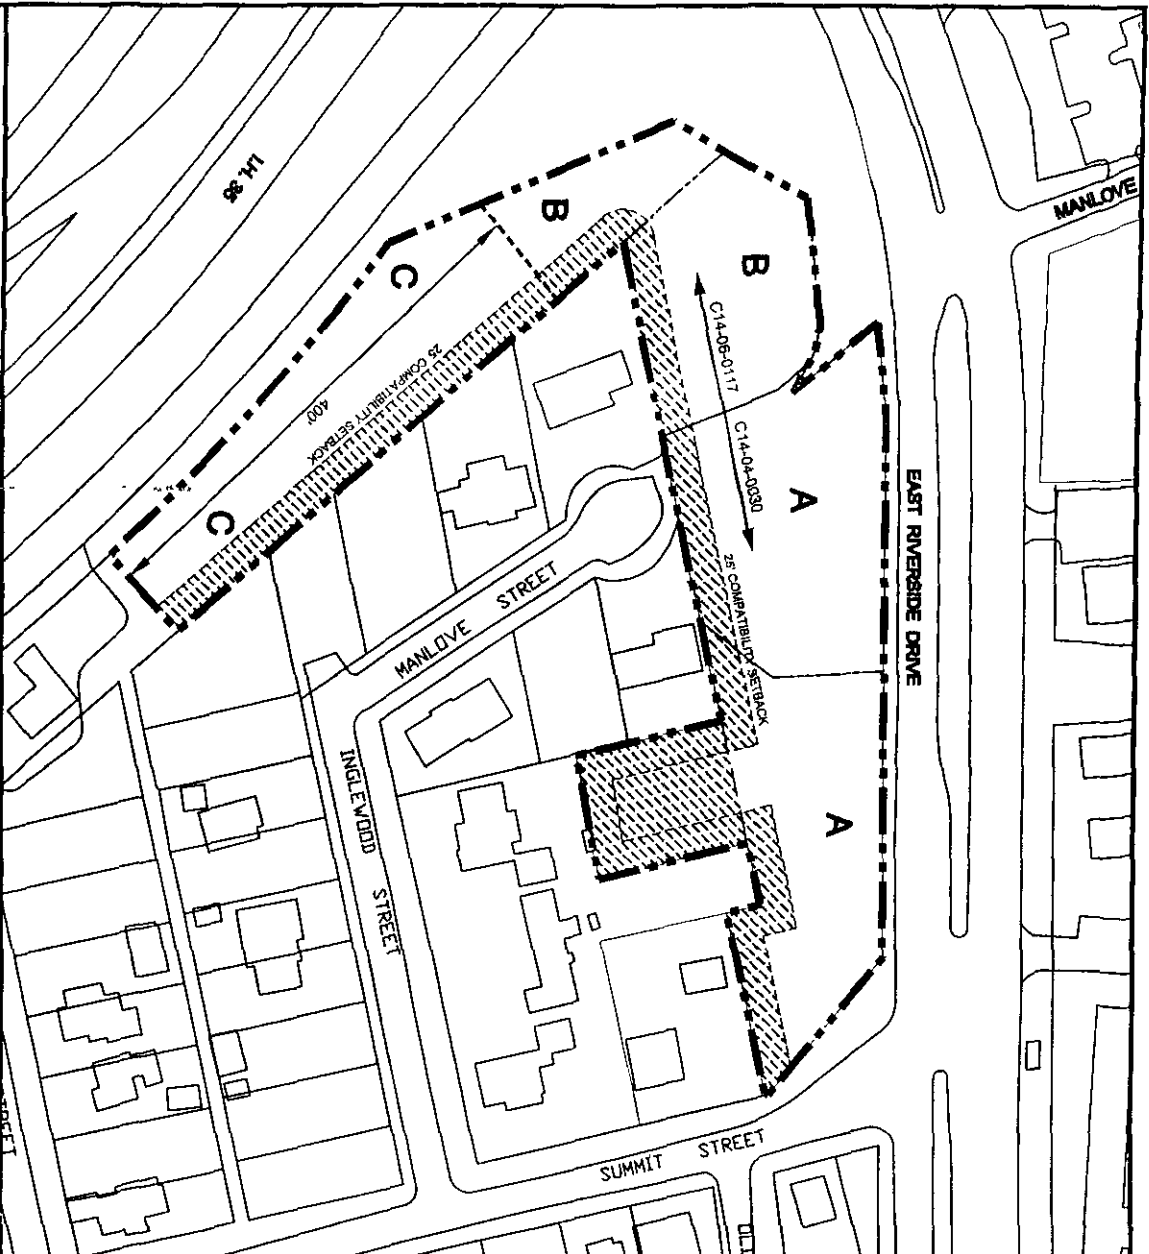 MANLOVE
I.H. 35
B
B
C
C14-06-0117
C14-04-0030
A
EAST RIVERSIDE DRIVE
25 COMPATIBILITY SETBACK
400'
C
25' COMPATIBILITY SETBACK
MANLOVE STREET
A
INGLEWOOD STREET
SUMMIT STREET
STREET